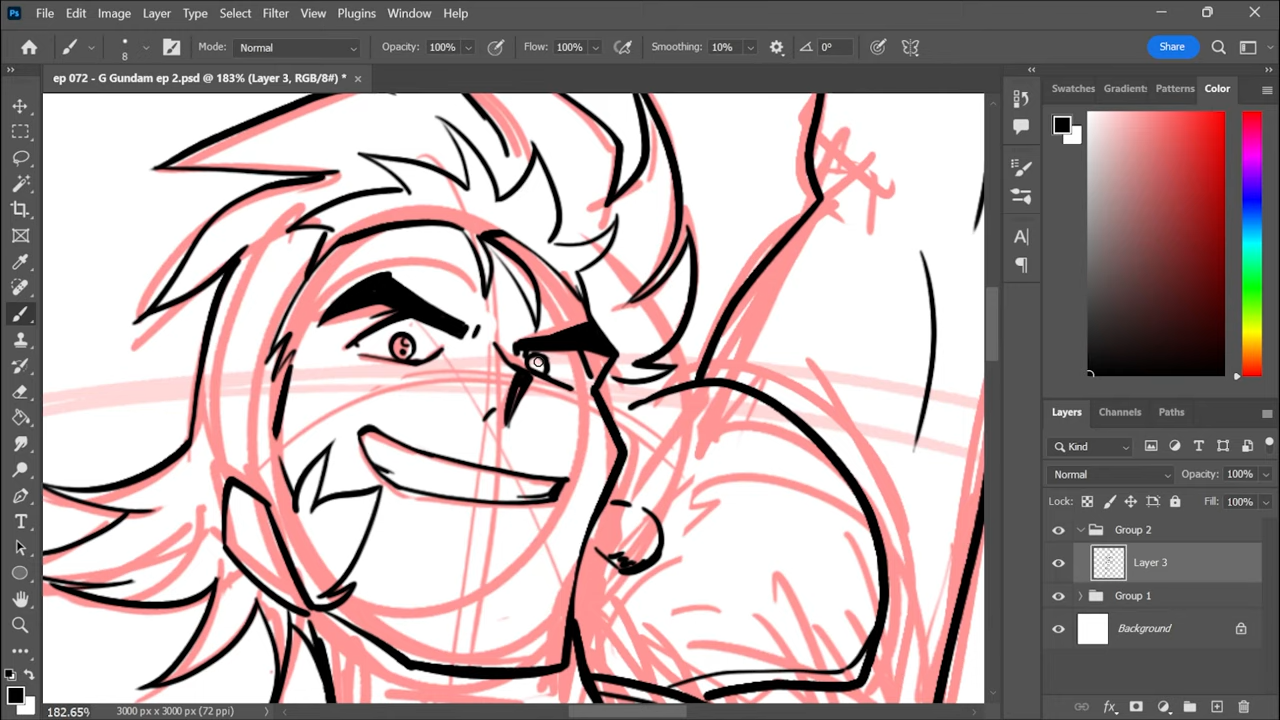 Ps File Edit Image Layer Type Select Filter View Plugins Window Help
8 Mode: Normal Opacity: 100% Flow: 100% Smoothing: 10% 0° Share
ep 072 - G Gundam ep 2.psd @ 183% (Layer 3, RGB/8#) *
Swatches Gradient: Patterns Color
Layers Channels Paths
Kind
Normal Opacity: 100%
Lock: Fill: 100%
Group 2
Layer 3
Group 1
Background
182.65% 3000 px x 3000 px (72 ppi)